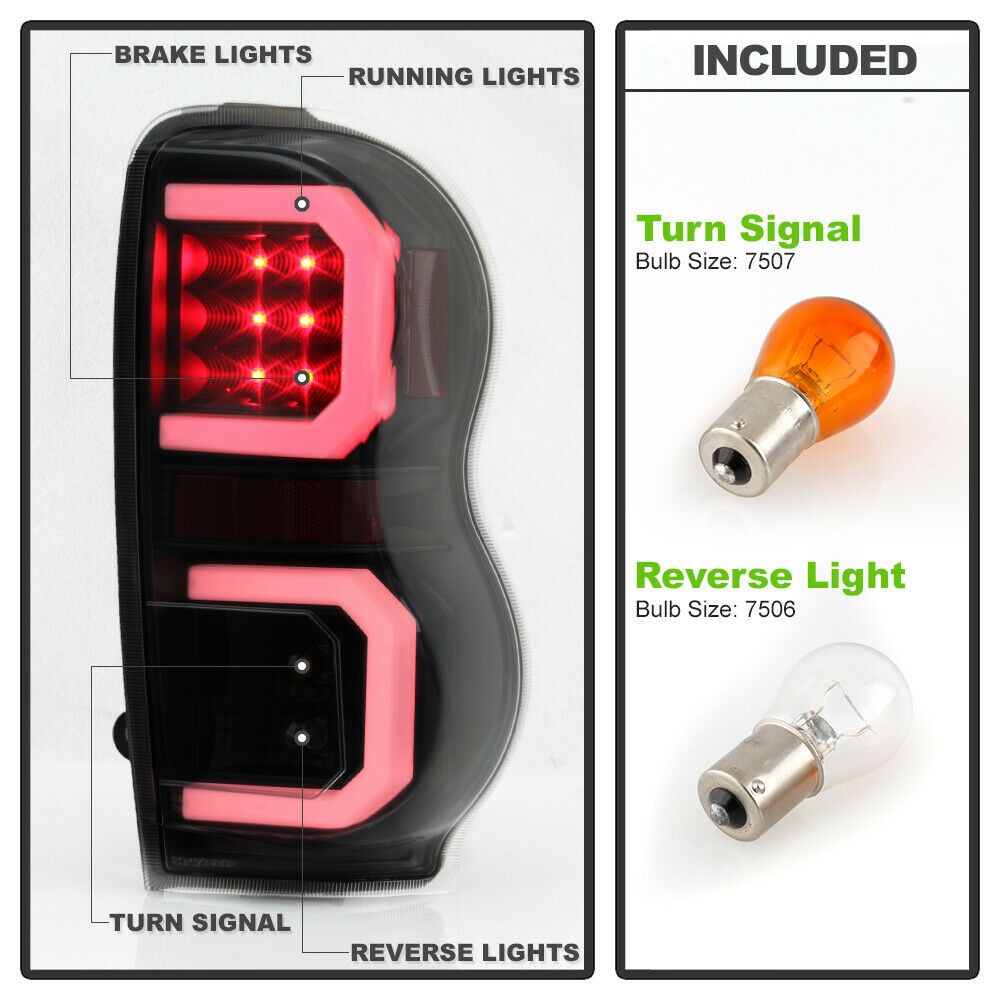 BRAKE LIGHTS
RUNNING LIGHTS
TURN SIGNAL
REVERSE LIGHTS
INCLUDED
Turn Signal
Bulb Size: 7507
Reverse Light
Bulb Size: 7506